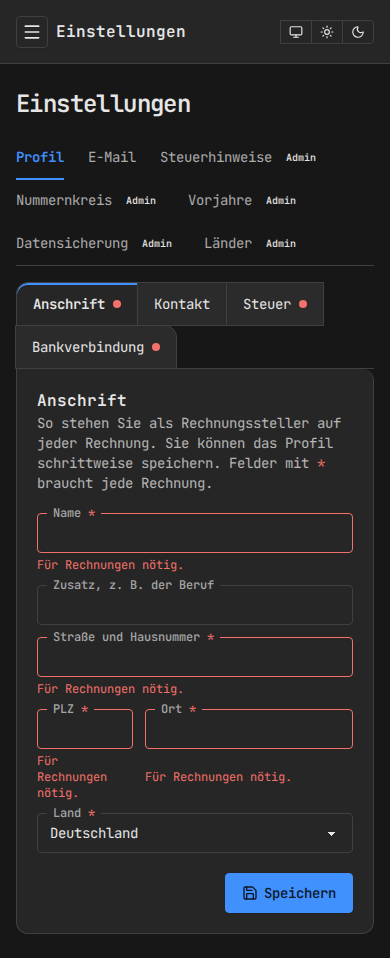 Einstellungen
Einstellungen
Profil E-Mail Steuerhinweise Admin
Nummernkreis Admin Vorjahre Admin
Datensicherung Admin Länder Admin
Anschrift Kontakt Steuer
Bankverbindung
Anschrift
So stehen Sie als Rechnungssteller auf
jeder Rechnung. Sie können das Profil
schrittweise speichern. Felder mit *
braucht jede Rechnung.
Name *
Für Rechnungen nötig.
Zusatz, z. B. der Beruf
Straße und Hausnummer *
Für Rechnungen nötig.
PLZ * Ort *
Für
Rechnungen
nötig.
Für Rechnungen nötig.
Land *
Deutschland
Speichern